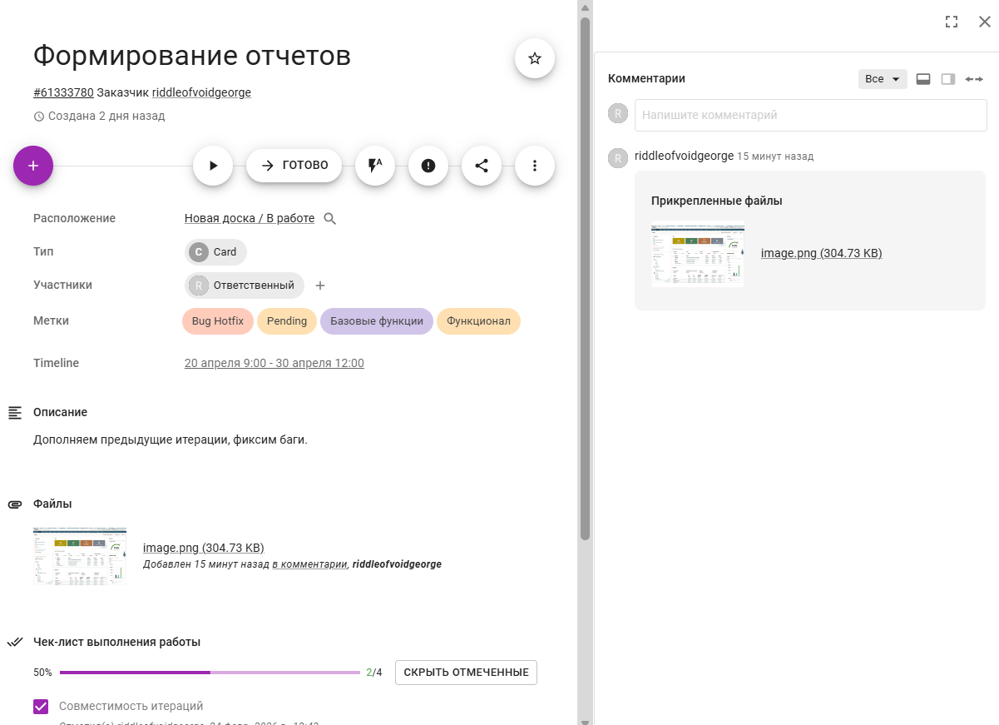 Формирование отчетов
#61333780 Заказчик riddleofvoidgeorge
Создана 2 дня назад
ГОТОВО
Расположение
Новая доска / В работе
Тип
C Card
Участники
R Ответственный
Метки
Bug Hotfix Pending Базовые функции Функционал
Timeline
20 апреля 9:00 - 30 апреля 12:00
Описание
Дополняем предыдущие итерации, фиксим баги.
Файлы
image.png (304.73 KB)
Добавлен 15 минут назад в комментарии, riddleofvoidgeorge
Чек-лист выполнения работы
50% 2/4 СКРЫТЬ ОТМЕЧЕННЫЕ
Совместимость итераций
Комментарии
Все
R Напишите комментарий
R riddleofvoidgeorge 15 минут назад
Прикрепленные файлы
image.png (304.73 KB)